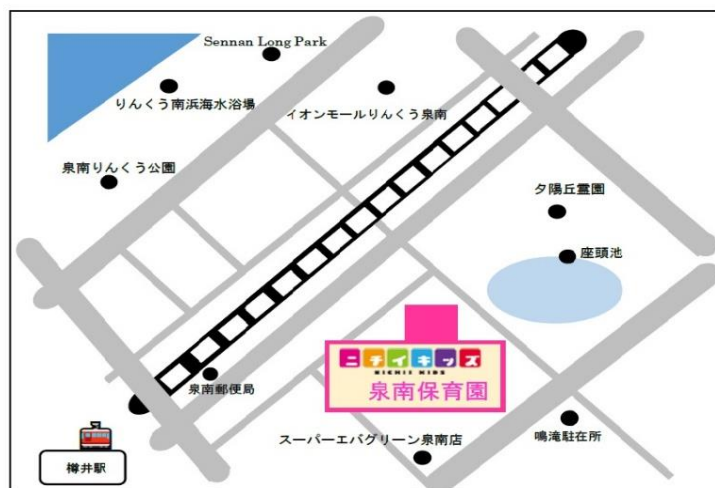 Sennan Long Park
りんくう南浜海水浴場
イオンモールりんくう泉南
泉南りんくう公園
夕陽丘霊園
座頭池
ニチイキッズ
NICHII KIDS
泉南保育園
泉南郵便局
スーパーエバグリーン泉南店
鳴滝駐在所
樽井駅